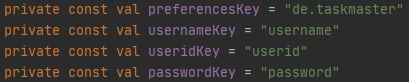 private const val preferencesKey = "de.taskmaster"
private const val usernameKey = "username"
private const val useridKey = "userid"
private const val passwordKey = "password"